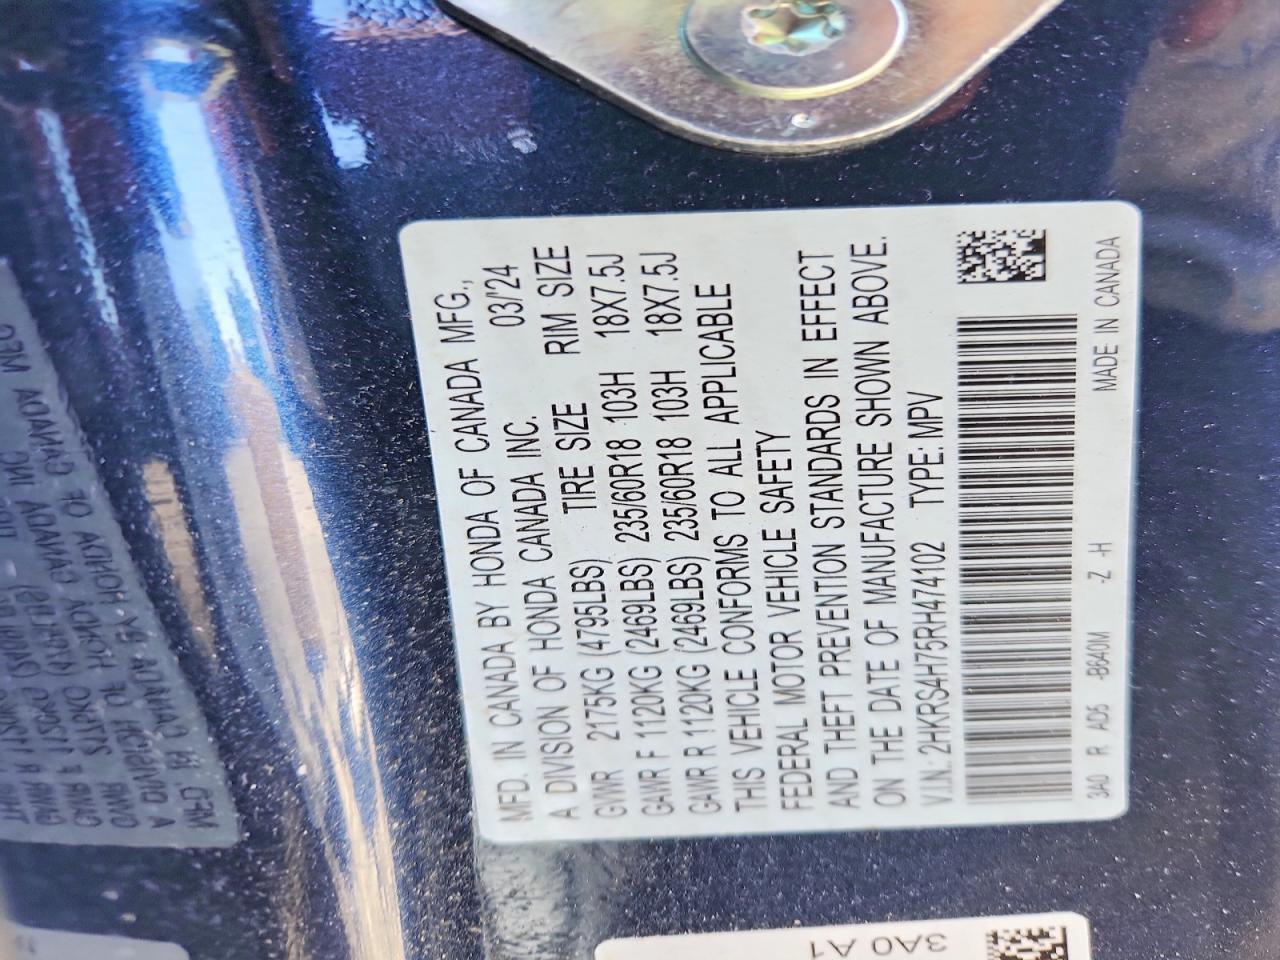 MFD. IN CANADA BY HONDA OF CANADA MFG.,
A DIVISION OF HONDA CANADA INC. 03/'24
GVWR 2175KG (4795LBS) TIRE SIZE RIM SIZE
GAWR F 1120KG (2469LBS) 235/60R18 103H 18X7.5J
GAWR R 1120KG (2469LBS) 235/60R18 103H 18X7.5J
THIS VEHICLE CONFORMS TO ALL APPLICABLE
FEDERAL MOTOR VEHICLE SAFETY
AND THEFT PREVENTION STANDARDS IN EFFECT
ON THE DATE OF MANUFACTURE SHOWN ABOVE.
V.I.N.: 2HKRS4H75RH474102 TYPE: MPV
3A0 R AD5 -B640M -Z -H MADE IN CANADA
3A0 A1